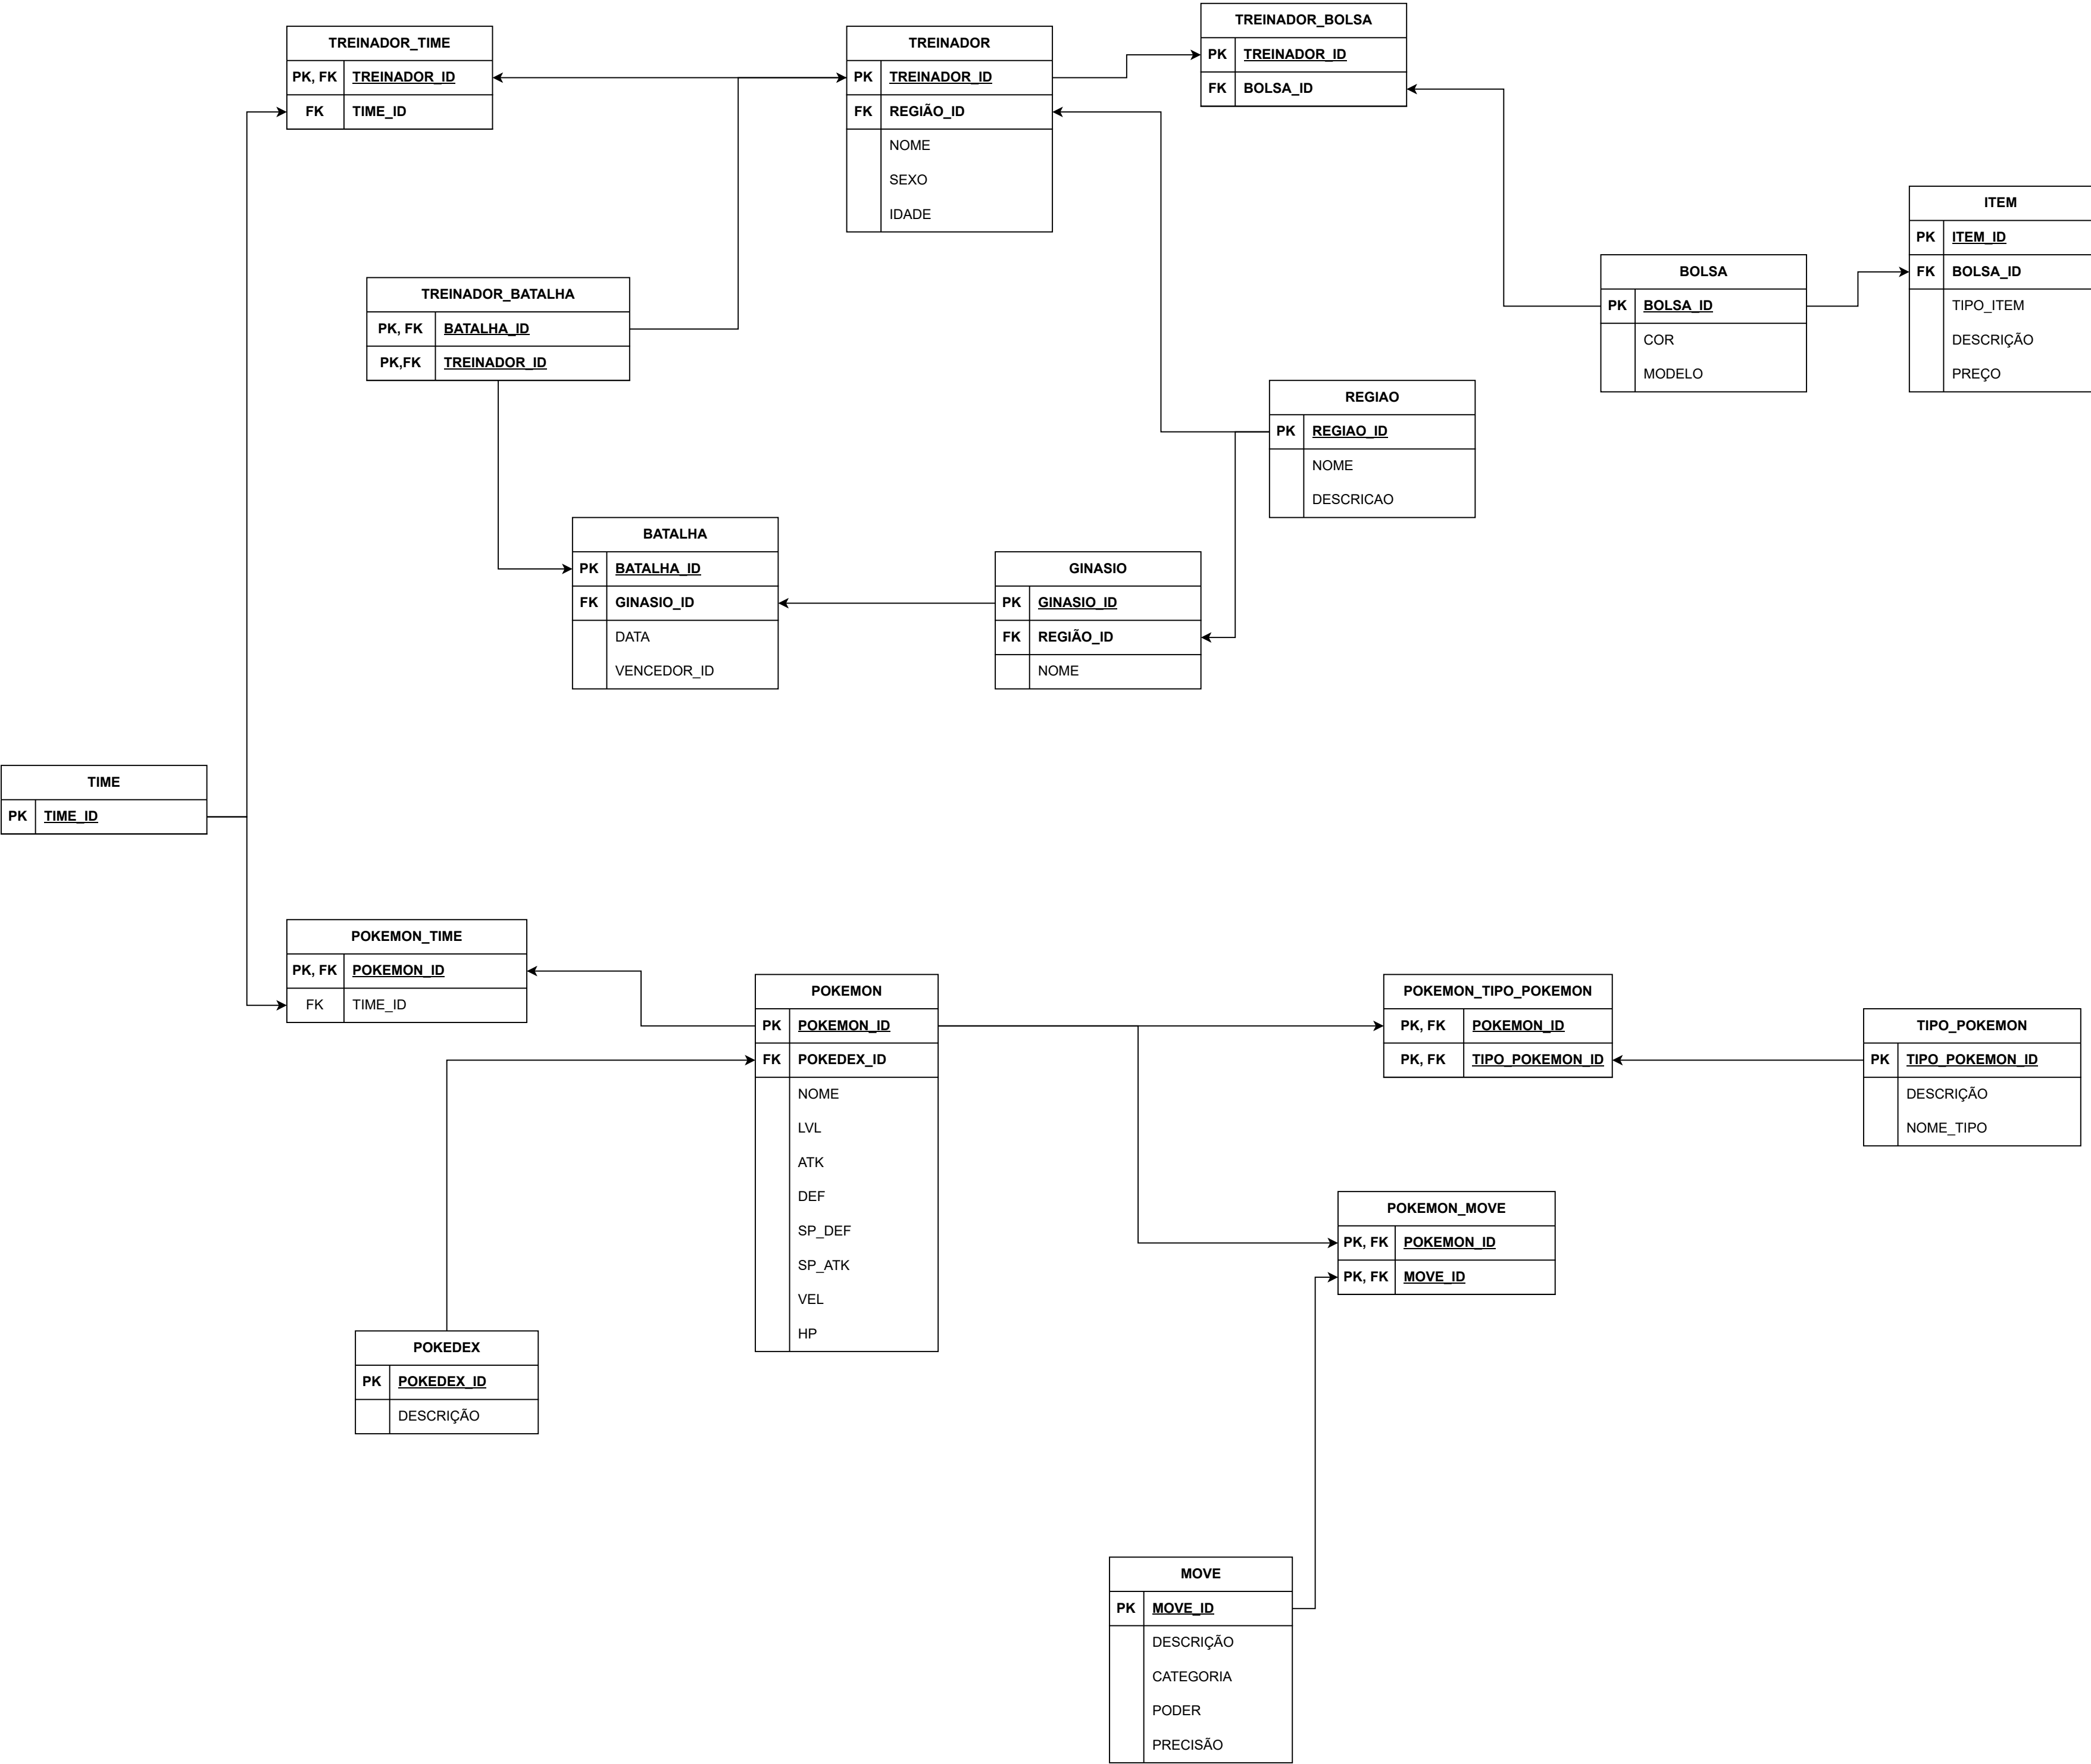 TREINADOR_TIME
PK, FK TREINADOR_ID
FK TIME_ID
TREINADOR
PK TREINADOR_ID
FK REGIÃO_ID
NOME
SEXO
IDADE
TREINADOR_BOLSA
PK TREINADOR_ID
FK BOLSA_ID
ITEM
PK ITEM_ID
FK BOLSA_ID
TIPO_ITEM
DESCRIÇÃO
PREÇO
BOLSA
PK BOLSA_ID
COR
MODELO
TREINADOR_BATALHA
PK, FK BATALHA_ID
PK,FK TREINADOR_ID
REGIAO
PK REGIAO_ID
NOME
DESCRICAO
BATALHA
PK BATALHA_ID
FK GINASIO_ID
DATA
VENCEDOR_ID
GINASIO
PK GINASIO_ID
FK REGIÃO_ID
NOME
TIME
PK TIME_ID
POKEMON_TIME
PK, FK POKEMON_ID
FK TIME_ID
POKEMON
PK POKEMON_ID
FK POKEDEX_ID
NOME
LVL
ATK
DEF
SP_DEF
SP_ATK
VEL
HP
POKEMON_TIPO_POKEMON
PK, FK POKEMON_ID
PK, FK TIPO_POKEMON_ID
TIPO_POKEMON
PK TIPO_POKEMON_ID
DESCRIÇÃO
NOME_TIPO
POKEMON_MOVE
PK, FK POKEMON_ID
PK, FK MOVE_ID
POKEDEX
PK POKEDEX_ID
DESCRIÇÃO
MOVE
PK MOVE_ID
DESCRIÇÃO
CATEGORIA
PODER
PRECISÃO